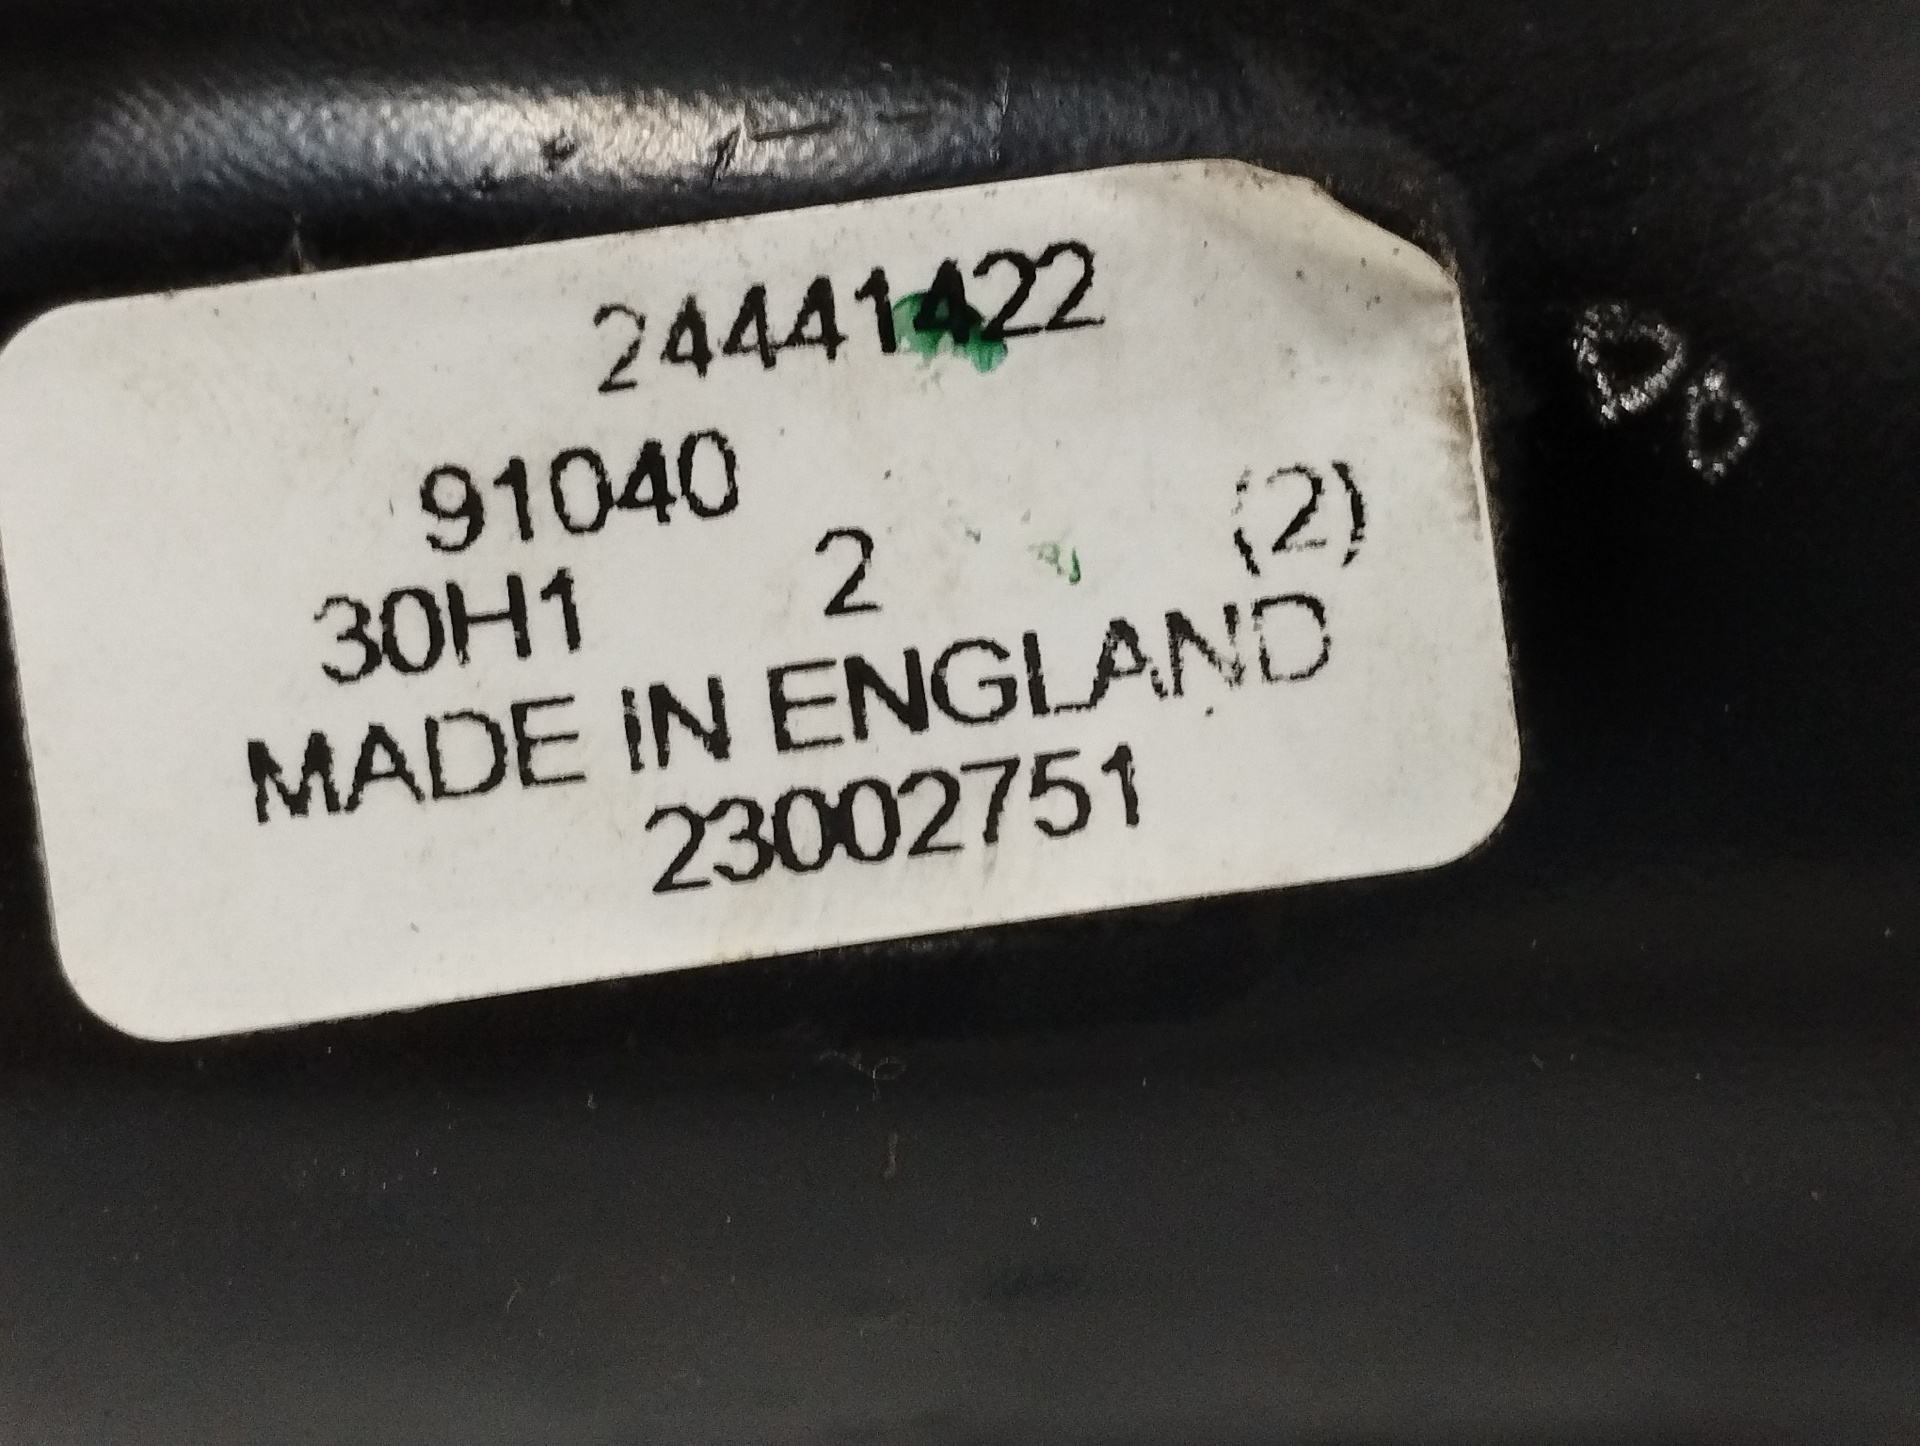 24441422
91040
30H1 2 (2)
MADE IN ENGLAND
23002751